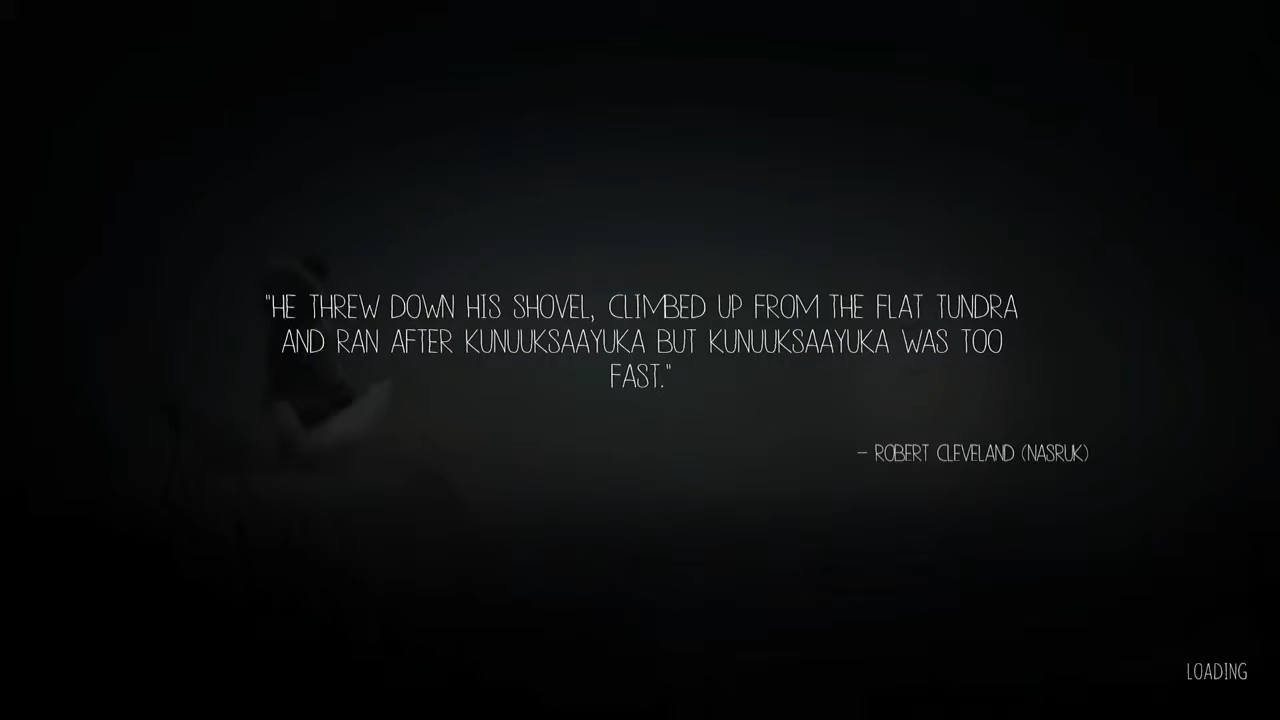 "HE THREW DOWN HIS SHOVEL, CLIMBED UP FROM THE FLAT TUNDRA
AND RAN AFTER KUNUUKSAAYUKA BUT KUNUUKSAAYUKA WAS TOO
FAST."
- ROBERT CLEVELAND (NASRUK)
LOADING